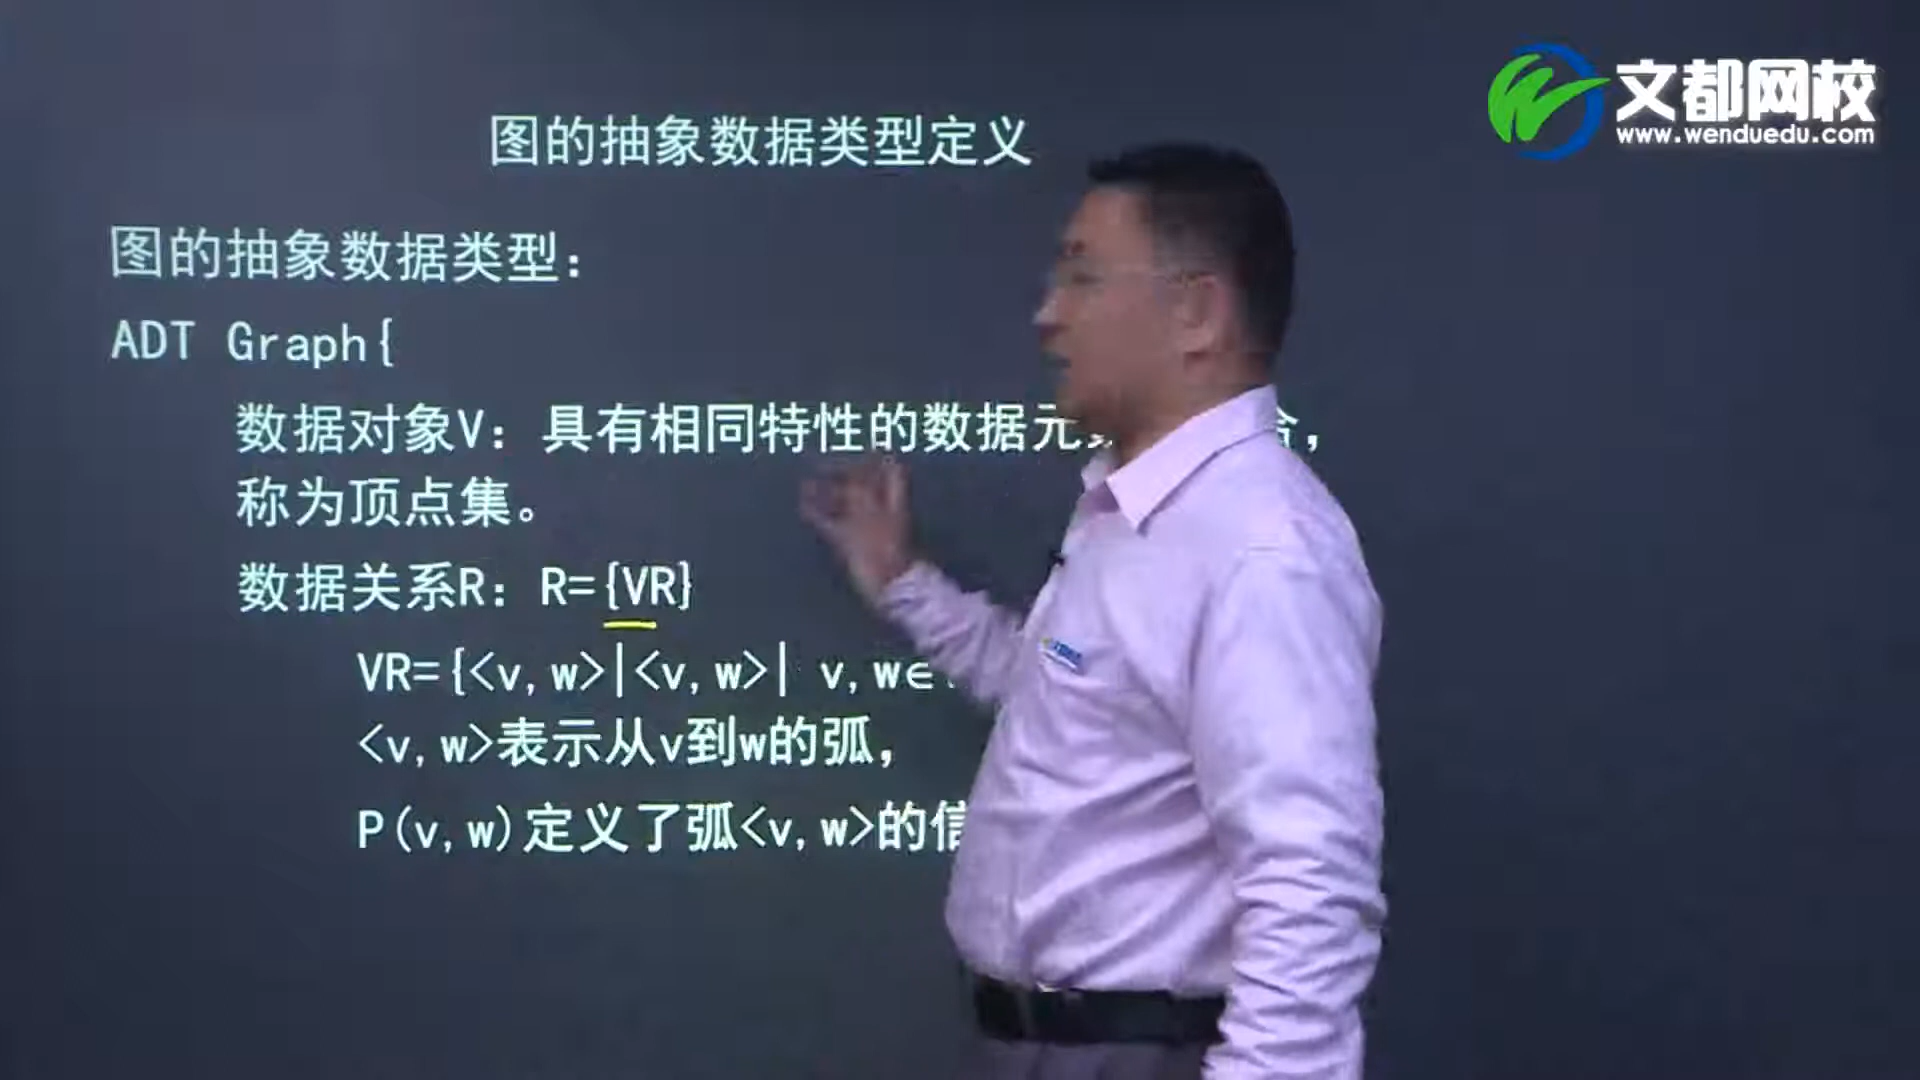 文都网校
www.wenduedu.com
图的抽象数据类型定义
图的抽象数据类型：
ADT Graph{
数据对象V：具有相同特性的数据元 ，
称为顶点集。
数据关系R：R={VR}
VR={<v,w>|<v,w>| v,w∈
<v,w>表示从v到w的弧，
P(v,w)定义了弧<v,w>的